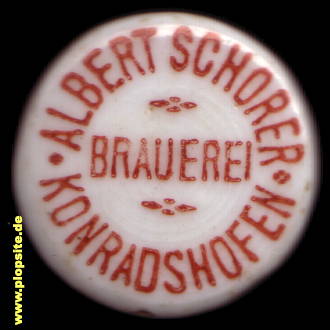 ALBERT SCHORER
BRAUEREI
KONRADSHOFEN
www.plopsite.de